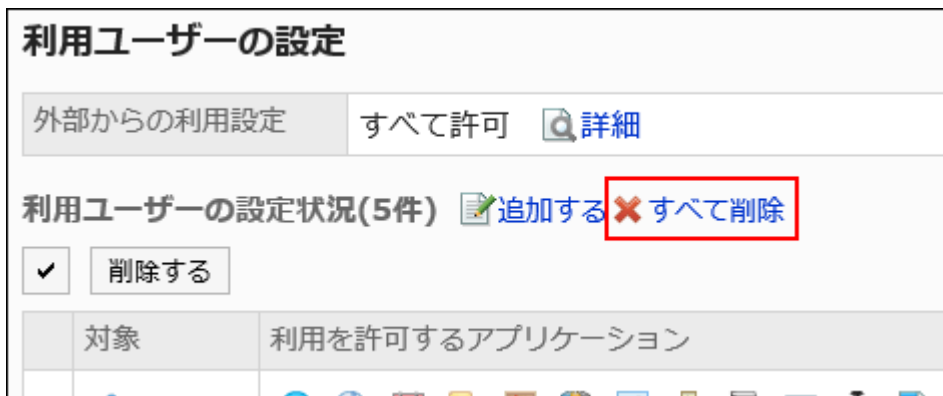 利用ユーザーの設定
外部からの利用設定 すべて許可 詳細
利用ユーザーの設定状況(5件) 追加する すべて削除
削除する
対象 利用を許可するアプリケーション